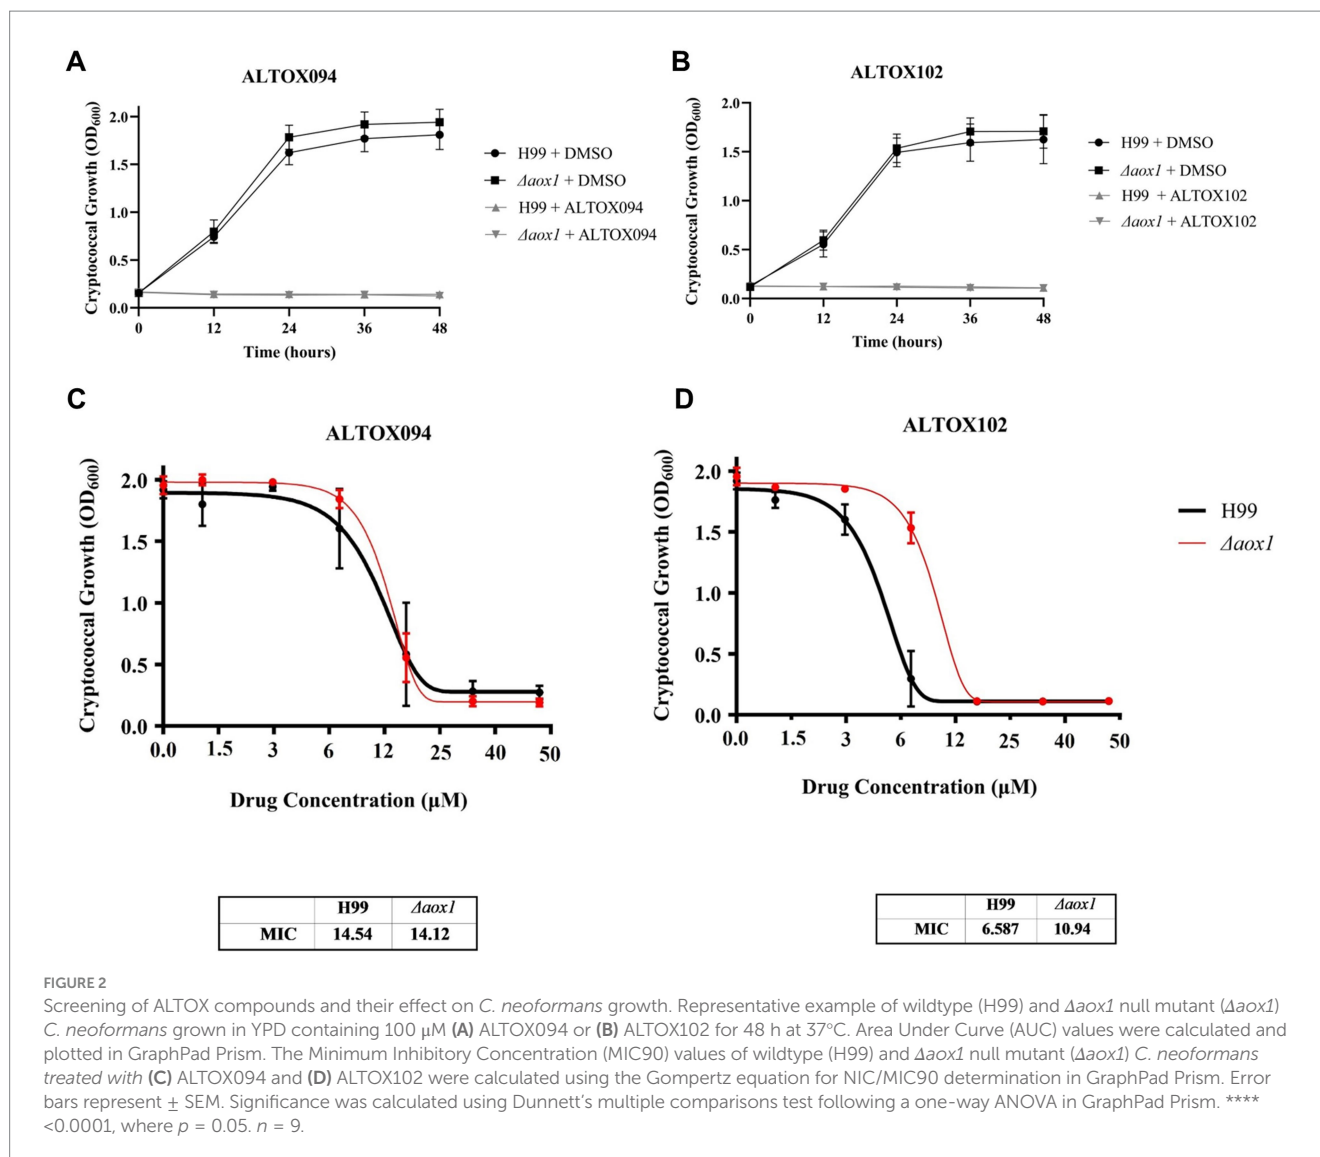 A
ALTOX094
Cryptococcal Growth (OD600)
2.0
1.5
1.0
0.5
0.0
0 12 24 36 48
Time (hours)
H99 + DMSO
Δaox1 + DMSO
H99 + ALTOX094
Δaox1 + ALTOX094
B
ALTOX102
Cryptococcal Growth (OD600)
2.0
1.5
1.0
0.5
0.0
0 12 24 36 48
Time (hours)
H99 + DMSO
Δaox1 + DMSO
H99 + ALTOX102
Δaox1 + ALTOX102
C
ALTOX094
Cryptococcal Growth (OD600)
2.0
1.5
1.0
0.5
0.0
0.0 1.5 3 6 12 25 40 50
Drug Concentration (µM)
D
ALTOX102
Cryptococcal Growth (OD600)
2.0
1.5
1.0
0.5
0.0
0.0 1.5 3 6 12 25 40 50
Drug Concentration (µM)
H99
Δaox1
H99 Δaox1
MIC 14.54 14.12
H99 Δaox1
MIC 6.587 10.94
FIGURE 2
Screening of ALTOX compounds and their effect on C. neoformans growth. Representative example of wildtype (H99) and Δaox1 null mutant (Δaox1)
C. neoformans grown in YPD containing 100 µM (A) ALTOX094 or (B) ALTOX102 for 48 h at 37°C. Area Under Curve (AUC) values were calculated and
plotted in GraphPad Prism. The Minimum Inhibitory Concentration (MIC90) values of wildtype (H99) and Δaox1 null mutant (Δaox1) C. neoformans
treated with (C) ALTOX094 and (D) ALTOX102 were calculated using the Gompertz equation for NIC/MIC90 determination in GraphPad Prism. Error
bars represent ± SEM. Significance was calculated using Dunnett's multiple comparisons test following a one-way ANOVA in GraphPad Prism. ****
<0.0001, where p = 0.05. n = 9.